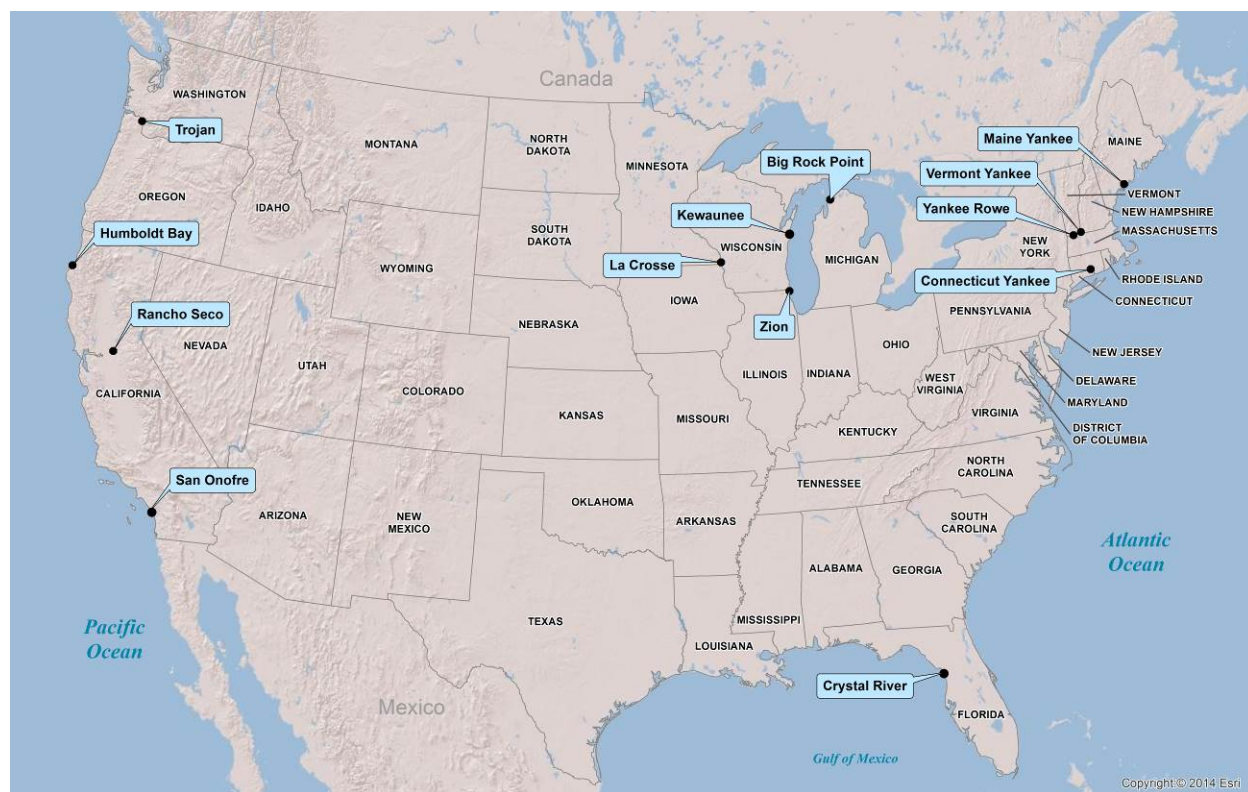 Canada
WASHINGTON
Trojan
MONTANA
NORTH
DAKOTA
MINNESOTA
Big Rock Point
Maine Yankee
MAINE
Vermont Yankee
VERMONT
OREGON
IDAHO
Yankee Rowe
NEW HAMPSHIRE
Kewaunee
MASSACHUSETTS
Humboldt Bay
SOUTH
DAKOTA
WISCONSIN
NEW
YORK
WYOMING
La Crosse
MICHIGAN
Connecticut Yankee
RHODE ISLAND
CONNECTICUT
IOWA
Rancho Seco
NEBRASKA
Zion
PENNSYLVANIA
NEVADA
OHIO
NEW JERSEY
UTAH
ILLINOIS
INDIANA
DELAWARE
CALIFORNIA
COLORADO
WEST
VIRGINIA
MARYLAND
KANSAS
MISSOURI
VIRGINIA
KENTUCKY
DISTRICT
OF COLUMBIA
San Onofre
NORTH
CAROLINA
TENNESSEE
ARIZONA
NEW
MEXICO
OKLAHOMA
ARKANSAS
SOUTH
CAROLINA
Atlantic
Ocean
ALABAMA
GEORGIA
Pacific
Ocean
TEXAS
MISSISSIPPI
LOUISIANA
Crystal River
Mexico
FLORIDA
Gulf of Mexico
Copyright © 2014 Esri